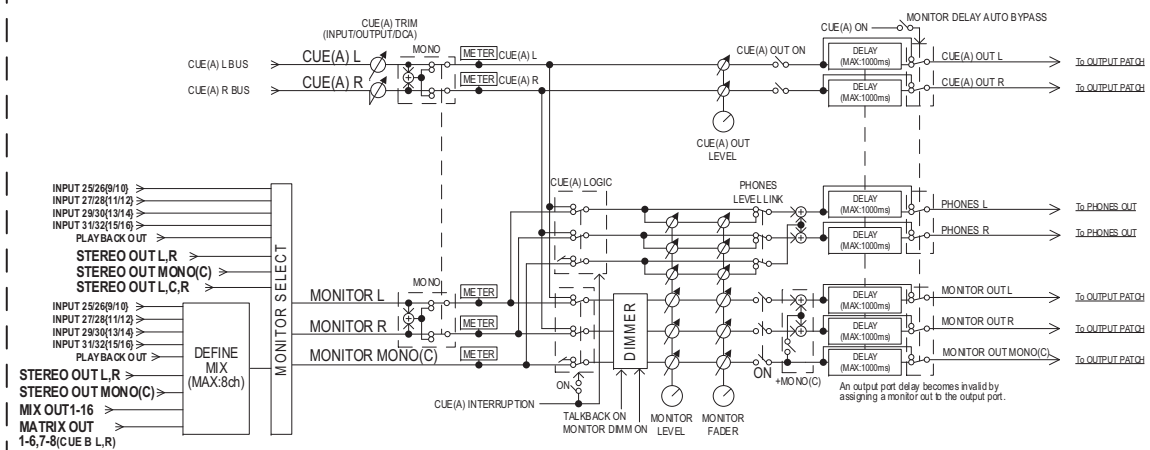 MONITOR DELAY AUTO BYPASS
CUE(A) ON
CUE(A) TRIM
(INPUT/OUTPUT/DCA)
MONO
CUE(A) L BUS
CUE(A) L
METER
CUE(A) L
CUE(A) OUT ON
DELAY
(MAX:1000ms)
CUE(A) OUT L
To OUTPUT PATCH
CUE(A) R BUS
CUE(A) R
METER
CUE(A) R
DELAY
(MAX:1000ms)
CUE(A) OUT R
To OUTPUT PATCH
CUE(A) OUT
LEVEL
CUE(A) LOGIC
PHONES
LEVEL LINK
INPUT 25/26{9/10}
INPUT 27/28{11/12}
INPUT 29/30{13/14}
INPUT 31/32{15/16}
PLAYBACK OUT
STEREO OUT L,R
STEREO OUT MONO(C)
STEREO OUT L,C,R
MONITOR SELECT
DELAY
(MAX:1000ms)
PHONES L
To PHONES OUT
DELAY
(MAX:1000ms)
PHONES R
To PHONES OUT
INPUT 25/26{9/10}
INPUT 27/28{11/12}
INPUT 29/30{13/14}
INPUT 31/32{15/16}
PLAYBACK OUT
STEREO OUT L,R
STEREO OUT MONO(C)
MIX OUT1-16
MATRIX OUT
1-6,7-8(CUE B L,R)
DEFINE
MIX
(MAX:8ch)
MONO
MONITOR L
METER
MONITOR R
METER
MONITOR MONO(C)
METER
DIMMER
DELAY
(MAX:1000ms)
MONITOR OUT L
To OUTPUT PATCH
DELAY
(MAX:1000ms)
MONITOR OUT R
To OUTPUT PATCH
DELAY
(MAX:1000ms)
MONITOR OUT MONO(C)
To OUTPUT PATCH
ON
ON
+MONO(C)
CUE(A) INTERRUPTION
TALKBACK ON
MONITOR DIMM ON
MONITOR
LEVEL
MONITOR
FADER
An output port delay becomes invalid by
assigning a monitor out to the output port.